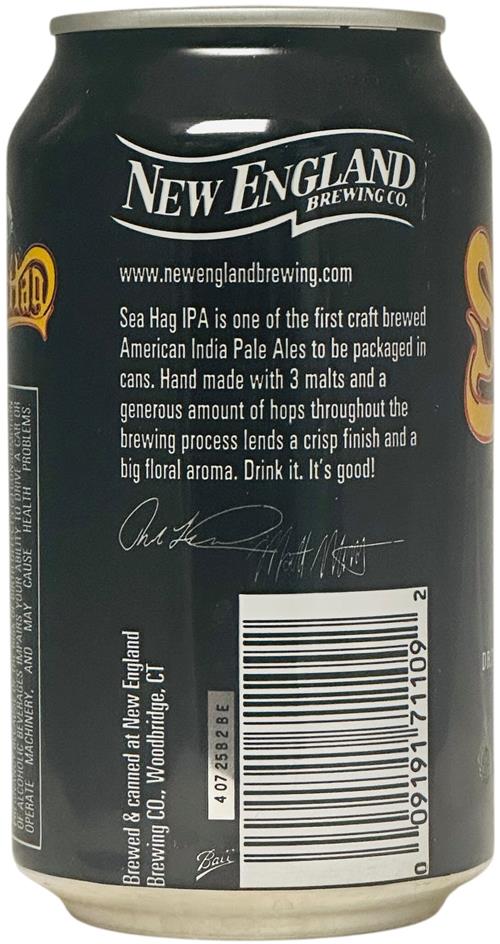 NEW ENGLAND
BREWING CO.
www.newenglandbrewing.com
Sea Hag IPA is one of the first craft brewed
American India Pale Ales to be packaged in
cans. Hand made with 3 malts and a
generous amount of hops throughout the
brewing process lends a crisp finish and a
big floral aroma. Drink it. It's good!
Brewed & canned at New England
Brewing CO., Woodbridge, CT
4 07 25B2BE
Ball
0 09191 71109 2
Hag
OF ALCOHOLIC BEVERAGES IMPAIRS YOUR ABILITY TO DRIVE A CAR OR
OPERATE MACHINERY, AND MAY CAUSE HEALTH PROBLEMS